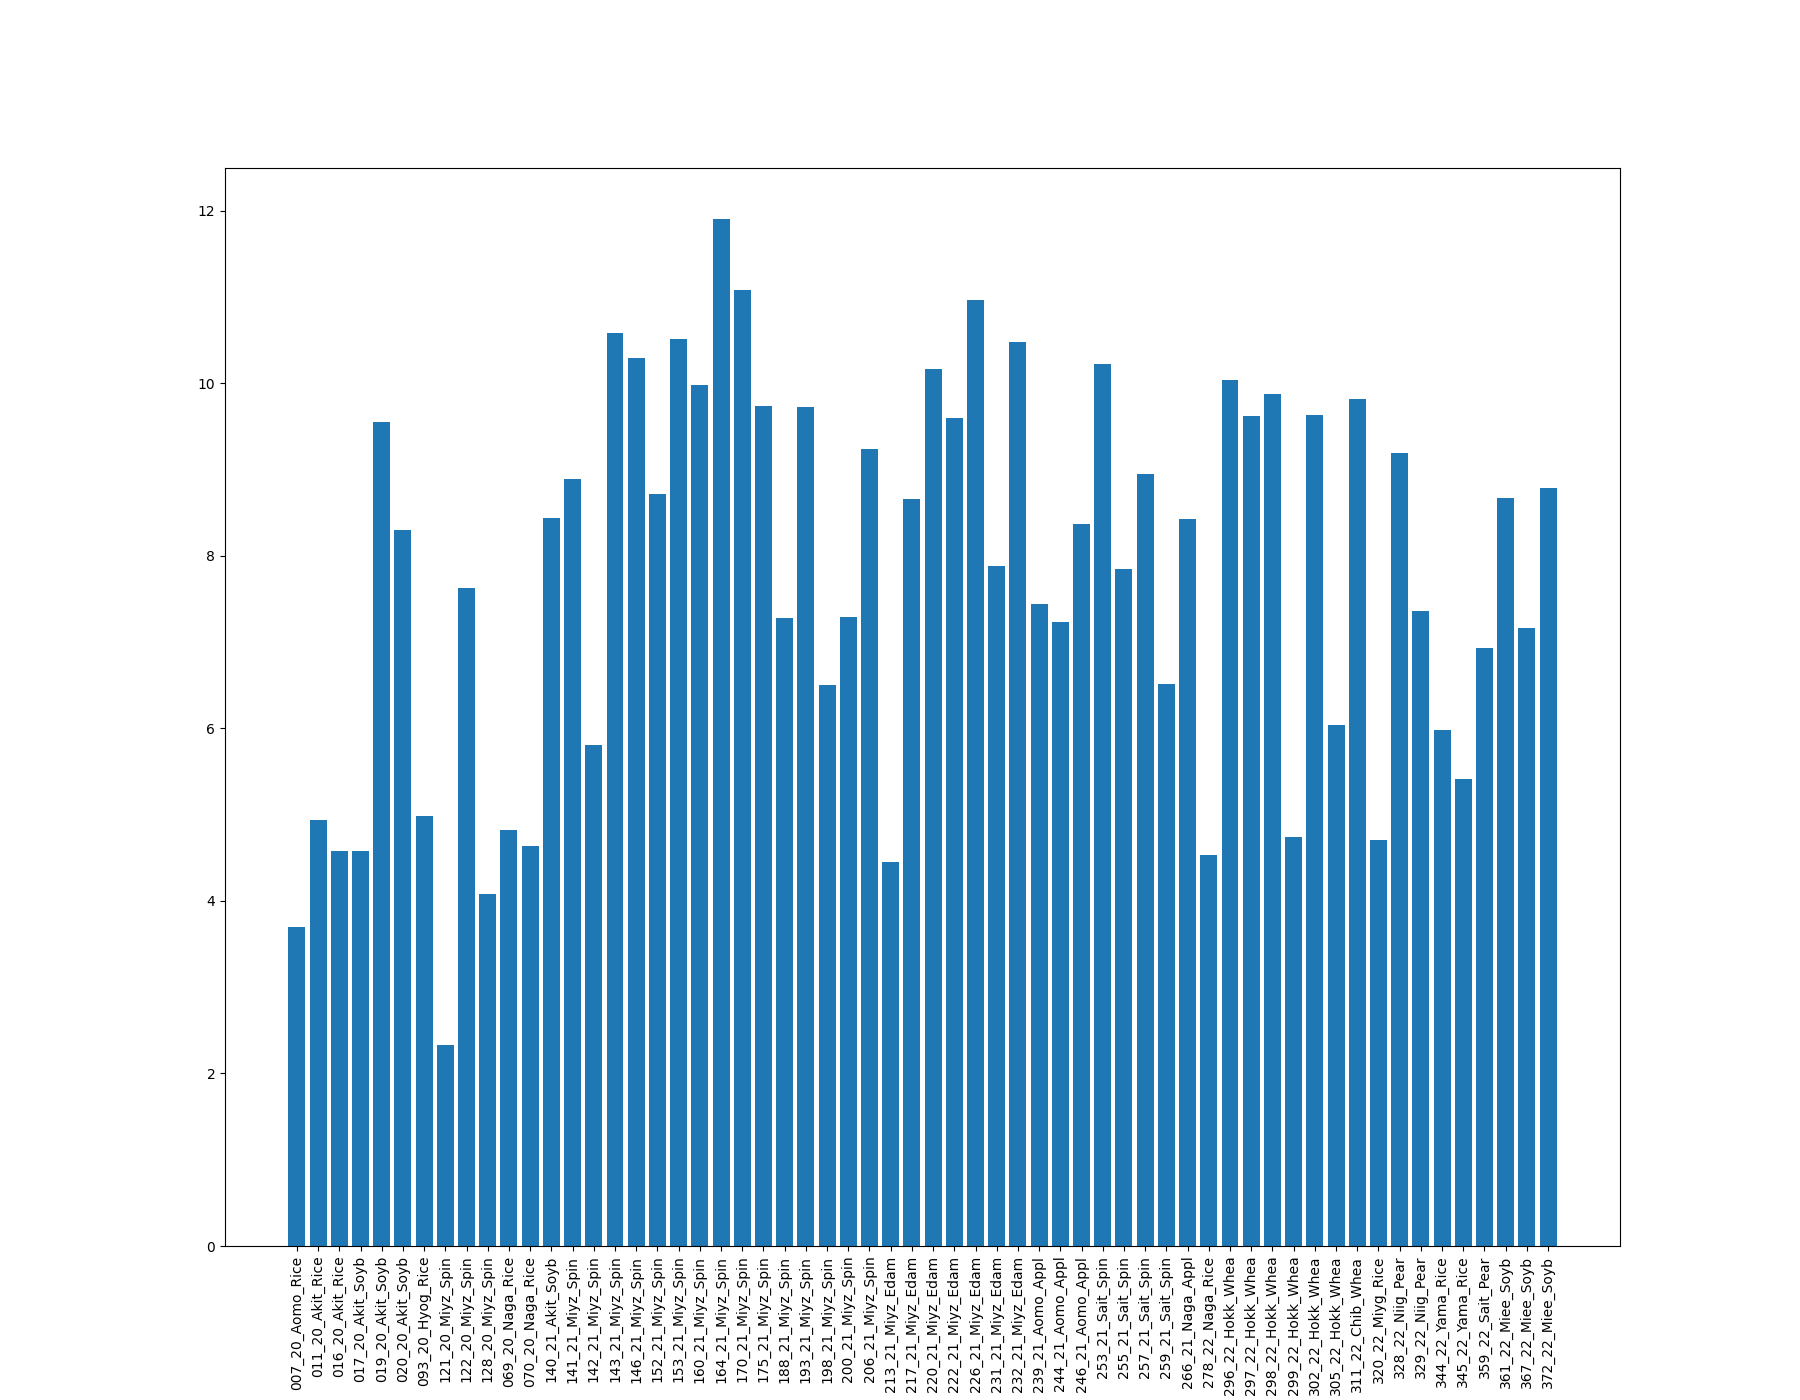 12
10
8
6
4
2
0
007_20_Aomo_Rice
011_20_Akit_Rice
016_20_Akit_Rice
017_20_Akit_Soyb
019_20_Akit_Soyb
020_20_Akit_Soyb
093_20_Hyog_Rice
121_20_Miyz_Spin
122_20_Miyz_Spin
128_20_Miyz_Spin
069_20_Naga_Rice
070_20_Naga_Rice
140_21_Akit_Soyb
141_21_Miyz_Spin
142_21_Miyz_Spin
143_21_Miyz_Spin
146_21_Miyz_Spin
152_21_Miyz_Spin
153_21_Miyz_Spin
160_21_Miyz_Spin
164_21_Miyz_Spin
170_21_Miyz_Spin
175_21_Miyz_Spin
188_21_Miyz_Spin
193_21_Miyz_Spin
198_21_Miyz_Spin
200_21_Miyz_Spin
206_21_Miyz_Spin
213_21_Miyz_Edam
217_21_Miyz_Edam
220_21_Miyz_Edam
222_21_Miyz_Edam
226_21_Miyz_Edam
231_21_Miyz_Edam
232_21_Miyz_Edam
239_21_Aomo_Appl
244_21_Aomo_Appl
246_21_Aomo_Appl
253_21_Sait_Spin
255_21_Sait_Spin
257_21_Sait_Spin
259_21_Sait_Spin
266_21_Naga_Appl
278_22_Naga_Rice
296_22_Hokk_Whea
297_22_Hokk_Whea
298_22_Hokk_Whea
299_22_Hokk_Whea
302_22_Hokk_Whea
305_22_Hokk_Whea
311_22_Chib_Whea
320_22_Miyg_Rice
328_22_Niig_Pear
329_22_Niig_Pear
344_22_Yama_Rice
345_22_Yama_Rice
359_22_Sait_Pear
361_22_Miee_Soyb
367_22_Miee_Soyb
372_22_Miee_Soyb